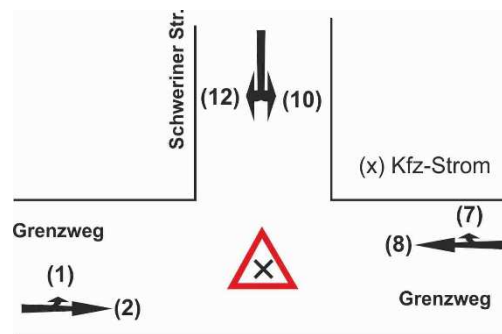 Schweriner Str.
(12)
(10)
(x) Kfz-Strom
Grenzweg
(7)
(8)
(1)
(2)
Grenzweg